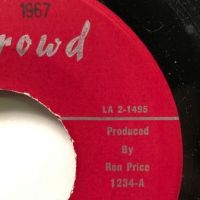 1967
rowd
LA 2-1495
Produced
By
Ron Price
1234-A